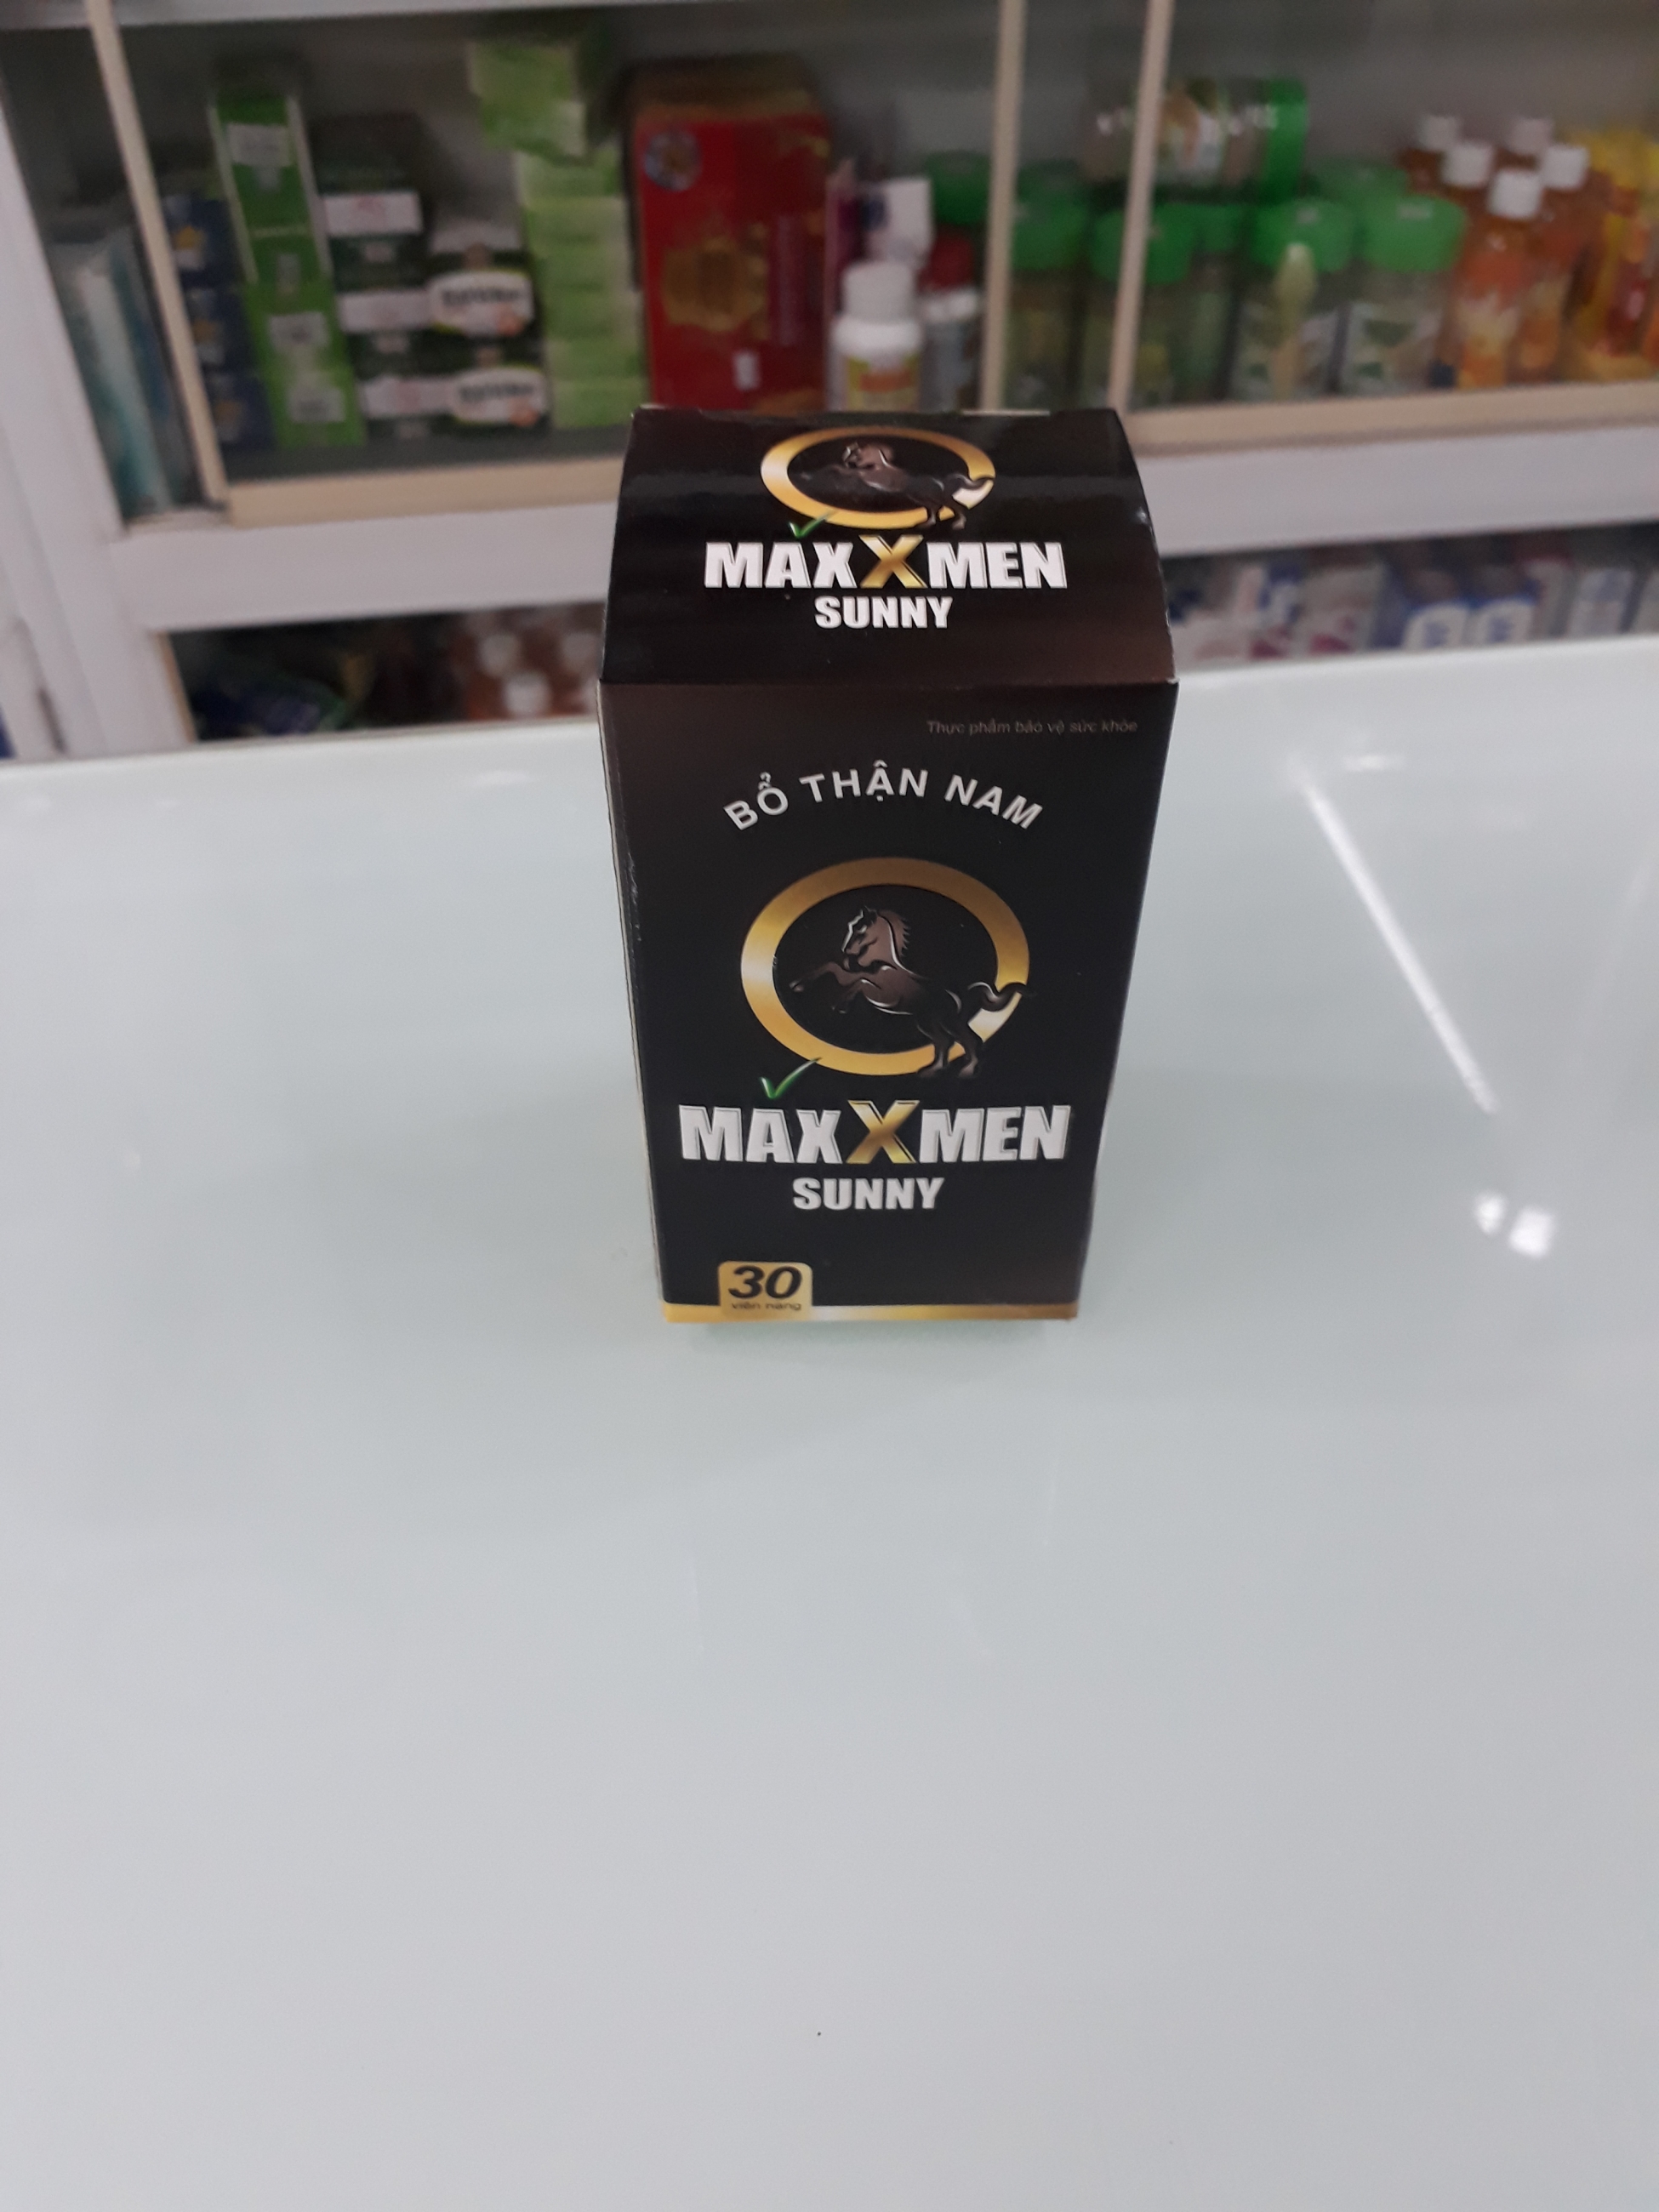 MAXXMEN
SUNNY
Thực phẩm bảo vệ sức khỏe
BỔ THẬN NAM
MAXXMEN
SUNNY
30
viên nang